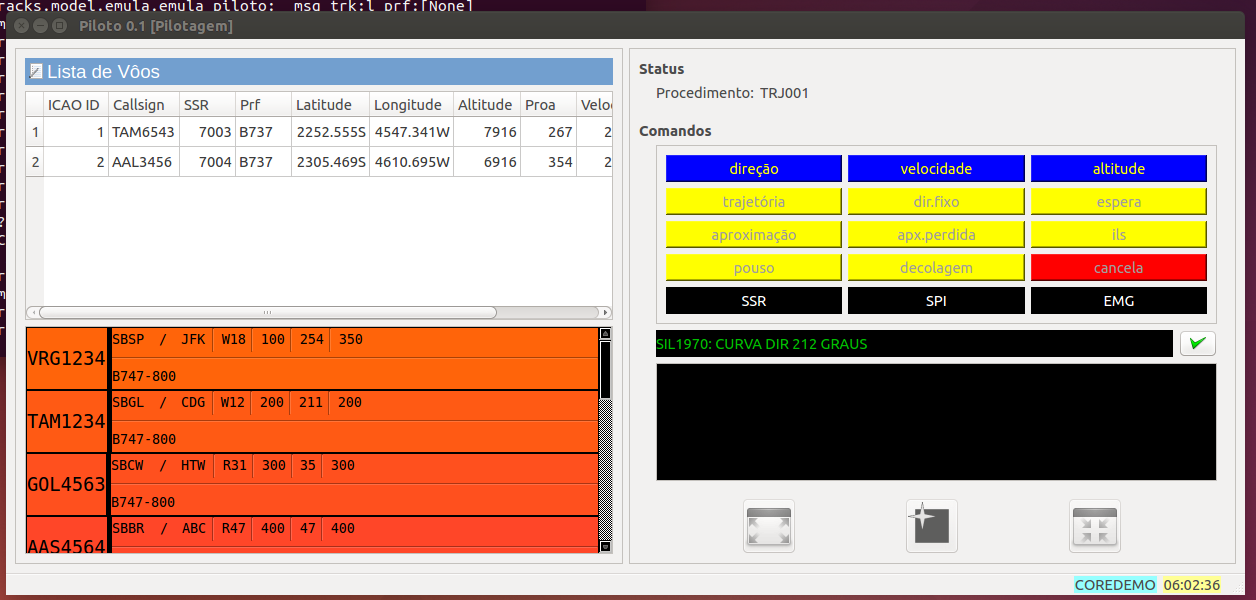 racks.model.emula.emula_piloto:__msg_trk:l_prf:[None]
Piloto 0.1 [Pilotagem]
Lista de Vôos
ICAO ID Callsign SSR Prf Latitude Longitude Altitude Proa Veloc
1 1 TAM6543 7003 B737 2252.555S 4547.341W 7916 267 2
2 2 AAL3456 7004 B737 2305.469S 4610.695W 6916 354 2
VRG1234
SBSP / JFK W18 100 254 350
B747-800
TAM1234
SBGL / CDG W12 200 211 200
B747-800
GOL4563
SBCW / HTW R31 300 35 300
B747-800
AAS4564
SBBR / ABC R47 400 47 400
Status
Procedimento: TRJ001
Comandos
direção velocidade altitude
trajetória dir.fixo espera
aproximação apx.perdida ils
pouso decolagem cancela
SSR SPI EMG
SIL1970: CURVA DIR 212 GRAUS
COREDEMO 06:02:36